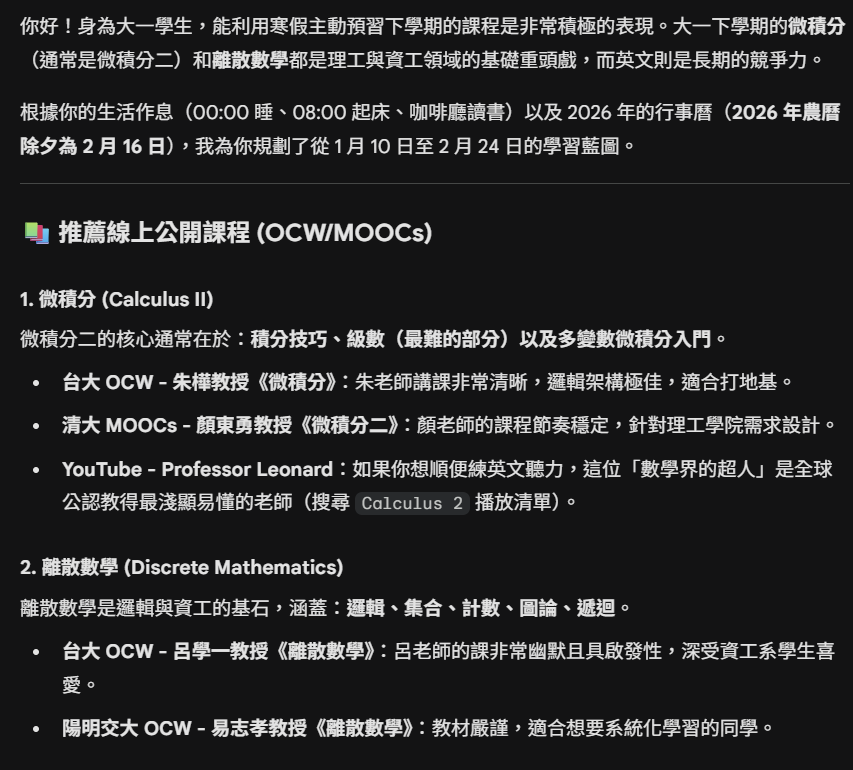 你好！身為大一學生，能利用寒假主動預習下學期的課程是非常積極的表現。大一下學期的微積分
（通常是微積分二）和離散數學都是理工與資工領域的基礎重頭戲，而英文則是長期的競爭力。
根據你的生活作息（00:00 睡、08:00 起床、咖啡廳讀書）以及 2026 年的行事曆（2026 年農曆
除夕為 2 月 16 日），我為你規劃了從 1 月 10 日至 2 月 24 日的學習藍圖。
推薦線上公開課程 (OCW/MOOCs)
1. 微積分 (Calculus II)
微積分二的核心通常在於：積分技巧、級數（最難的部分）以及多變數微積分入門。
• 台大 OCW - 朱樺教授《微積分》：朱老師講課非常清晰，邏輯架構極佳，適合打地基。
• 清大 MOOCs - 顏東勇教授《微積分二》：顏老師的課程節奏穩定，針對理工學院需求設計。
• YouTube - Professor Leonard：如果你想順便練英文聽力，這位「數學界的超人」是全球
公認教得最淺顯易懂的老師（搜尋 Calculus 2 播放清單）。
2. 離散數學 (Discrete Mathematics)
離散數學是邏輯與資工的基石，涵蓋：邏輯、集合、計數、圖論、遞迴。
• 台大 OCW - 呂學一教授《離散數學》：呂老師的課非常幽默且具啟發性，深受資工系學生喜
愛。
• 陽明交大 OCW - 易志孝教授《離散數學》：教材嚴謹，適合想要系統化學習的同學。